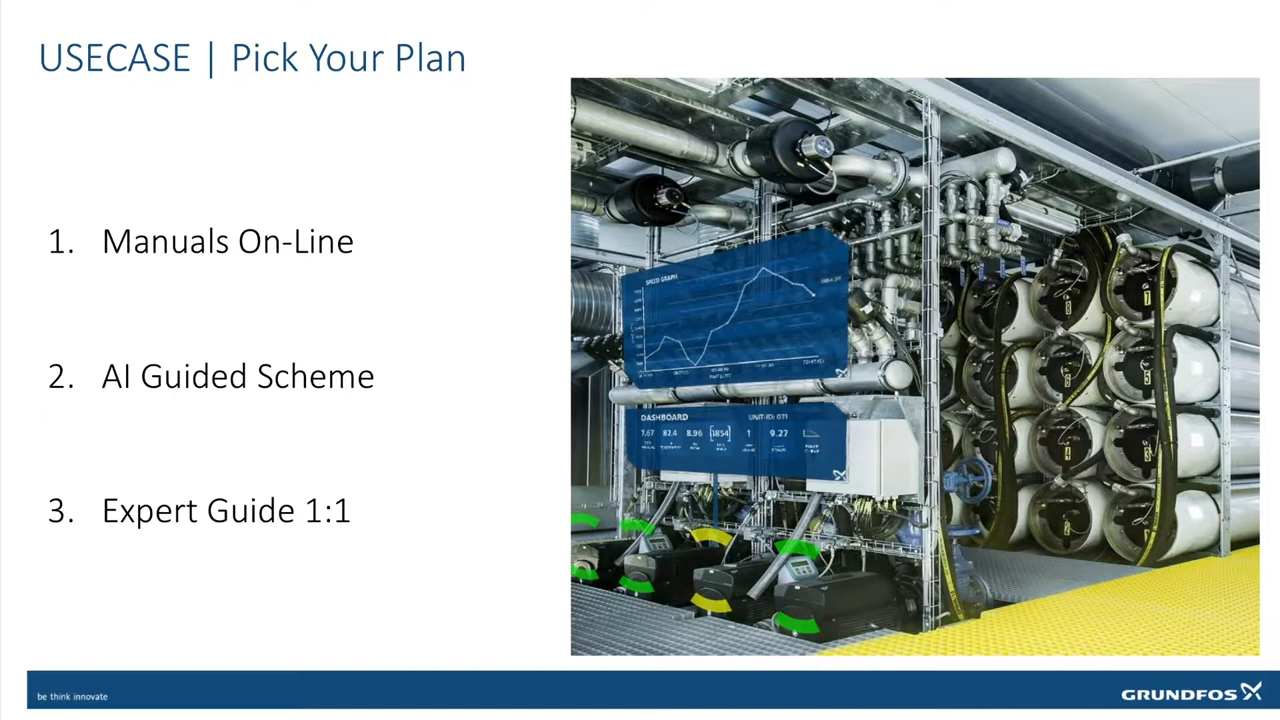 USECASE | Pick Your Plan
1. Manuals On-Line
2. AI Guided Scheme
3. Expert Guide 1:1
SPEED GRAPH
DASHBOARD UNIT-ID: 071
7.67 82.4 8.96 [1854] 1 9.27
be think innovate
GRUNDFOS